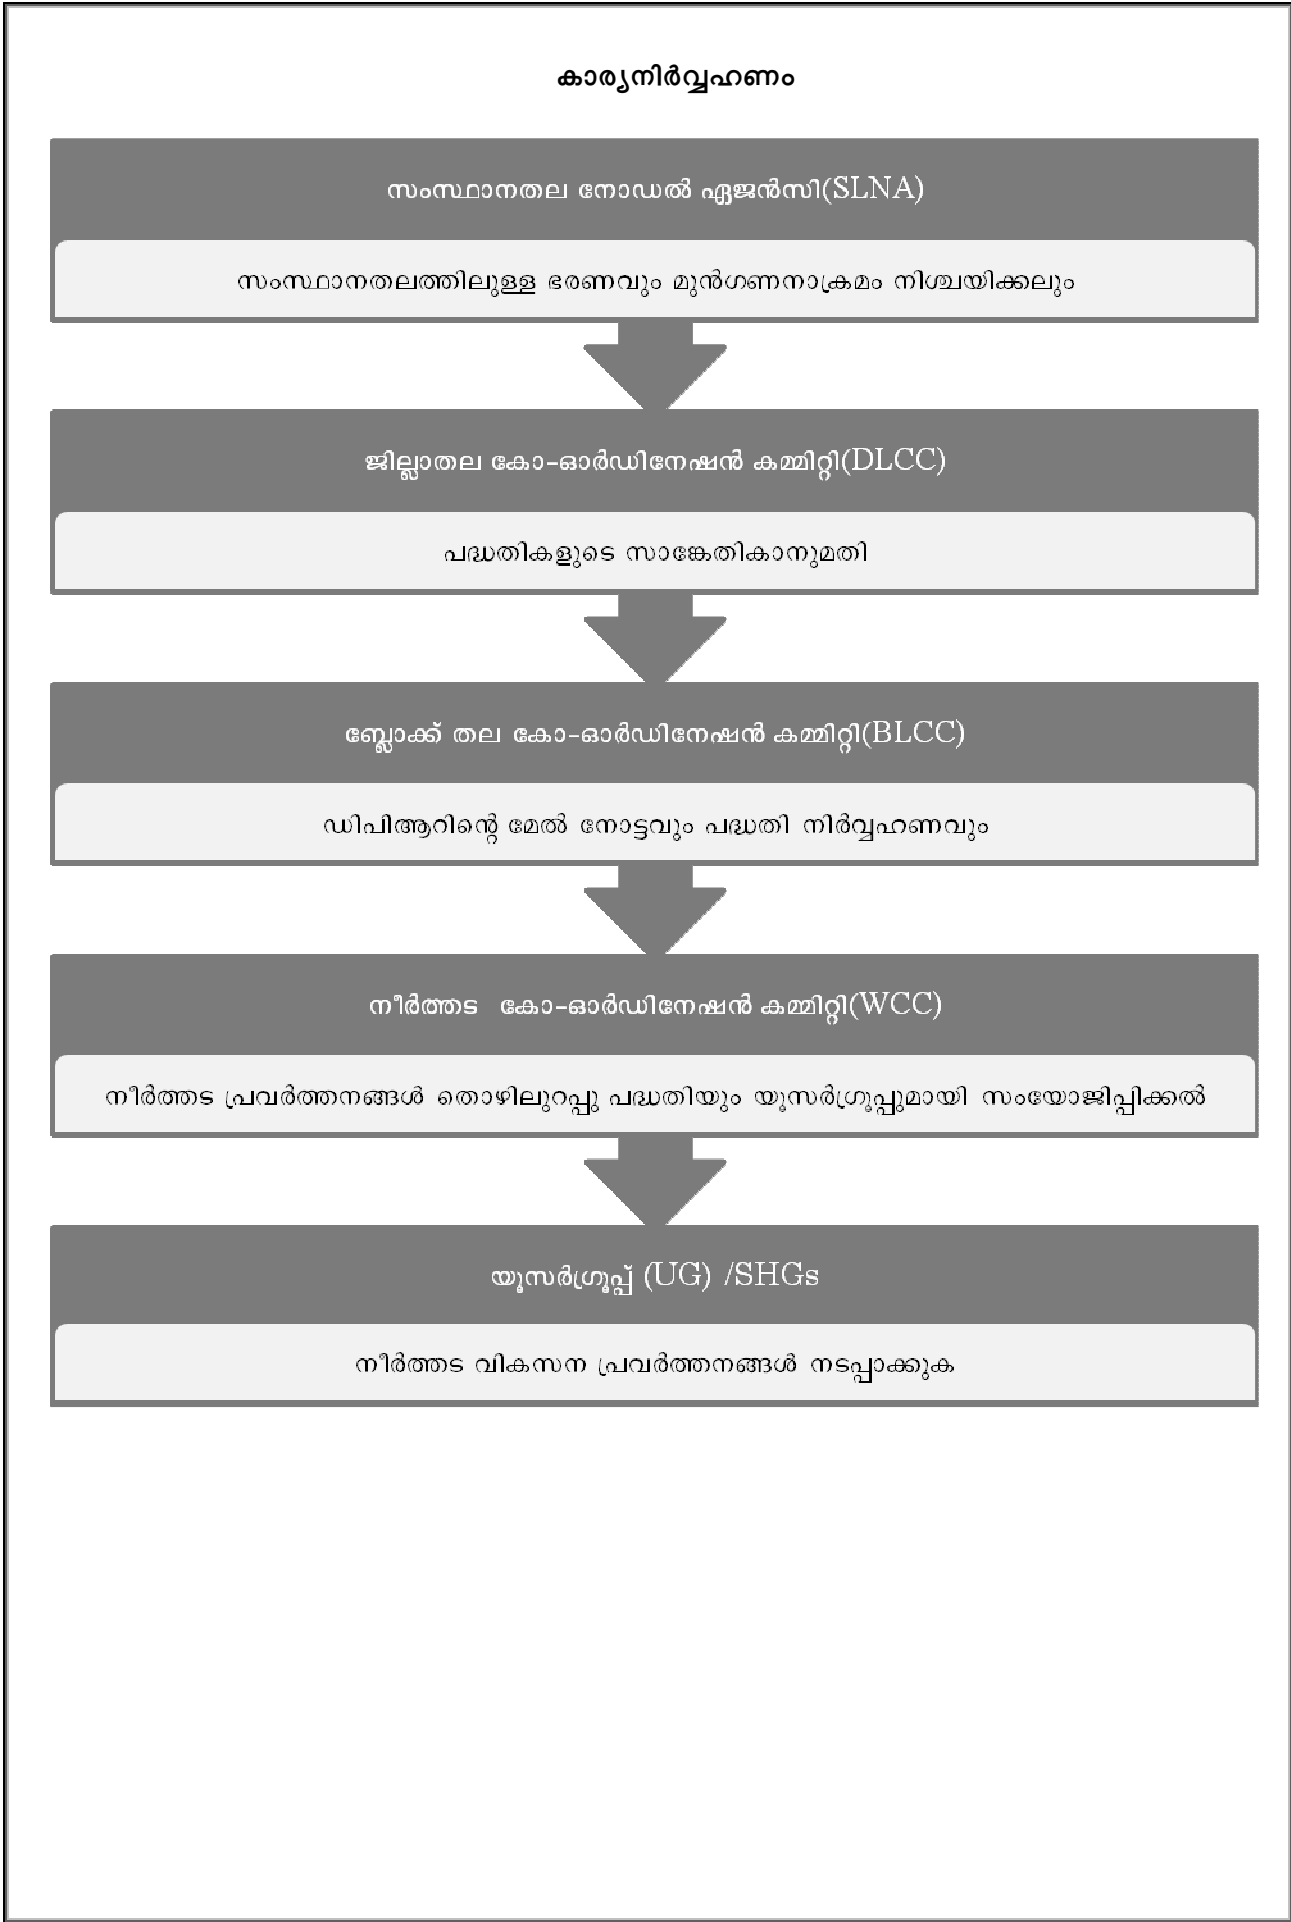 കാര്യനിർവ്വഹണം
സംസ്ഥാനതല നോഡൽ ഏജൻസി(SLNA)
സംസ്ഥാനതലത്തിലുള്ള ഭരണവും മുൻഗണനാക്രമം നിശ്ചയിക്കലും
ജില്ലാതല കോ-ഓർഡിനേഷൻ കമ്മിറ്റി(DLCC)
പദ്ധതികളുടെ സാങ്കേതികാനുമതി
ബ്ലോക്ക് തല കോ-ഓർഡിനേഷൻ കമ്മിറ്റി(BLCC)
ഡിപിആറിന്റെ മേൽ നോട്ടവും പദ്ധതി നിർവ്വഹണവും
നീർത്തട കോ-ഓർഡിനേഷൻ കമ്മിറ്റി(WCC)
നീർത്തട പ്രവർത്തനങ്ങൾ തൊഴിലുറപ്പു പദ്ധതിയും യൂസർഗ്രൂപ്പുമായി സംയോജിപ്പിക്കൽ
യൂസർഗ്രൂപ്പ് (UG) /SHGs
നീർത്തട വികസന പ്രവർത്തനങ്ങൾ നടപ്പാക്കുക